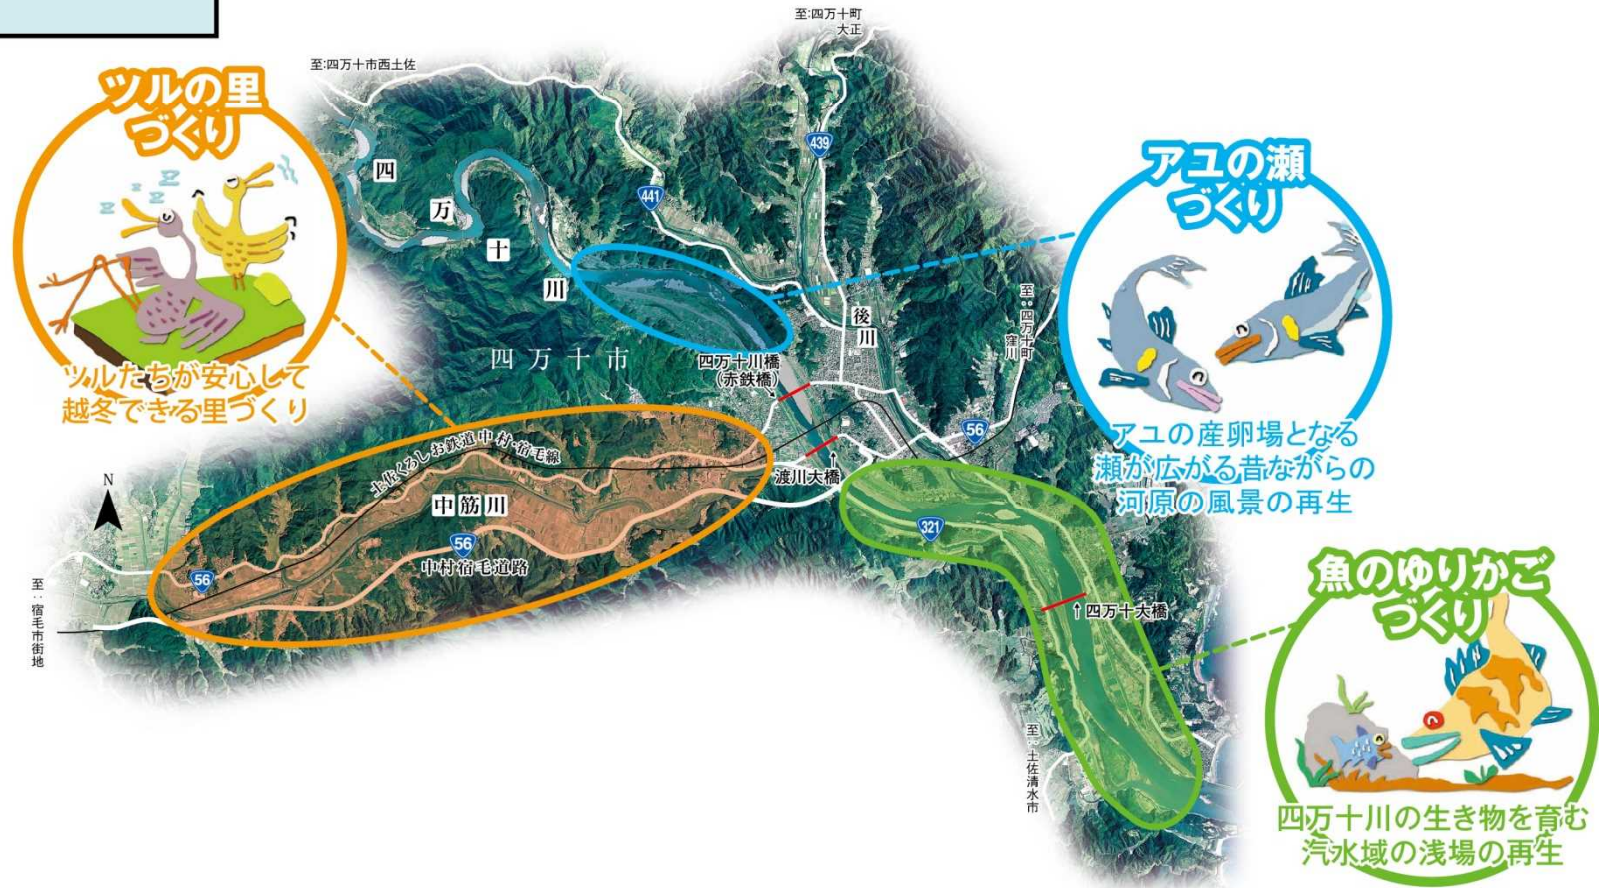 至:四万十町
大正
至:四万十市西土佐
ツルの里
づくり
ツルたちが安心して
越冬できる里づくり
四
万
十
川
441
439
アユの瀬
づくり
アユの産卵場となる
瀬が広がる昔ながらの
河原の風景の再生
後川
至:四万十町
窪川
四万十市
四万十川橋
(赤鉄橋)
56
渡川大橋
土佐くろしお鉄道中村・宿毛線
中筋川
56
中村宿毛道路
56
N
至:宿毛市街地
321
四万十大橋
至:土佐清水市
魚のゆりかご
づくり
四万十川の生き物を育む
汽水域の浅場の再生